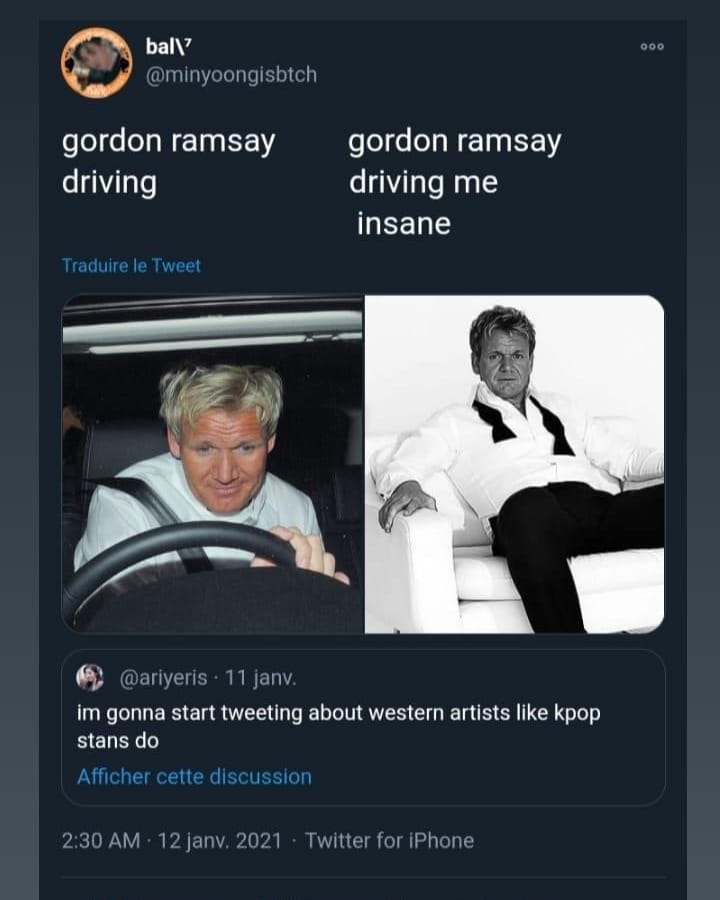 bal\⁷
@minyoongisbtch
gordon ramsay gordon ramsay
driving driving me
insane
Traduire le Tweet
@ariyeris · 11 janv.
im gonna start tweeting about western artists like kpop
stans do
Afficher cette discussion
2:30 AM · 12 janv. 2021 · Twitter for iPhone